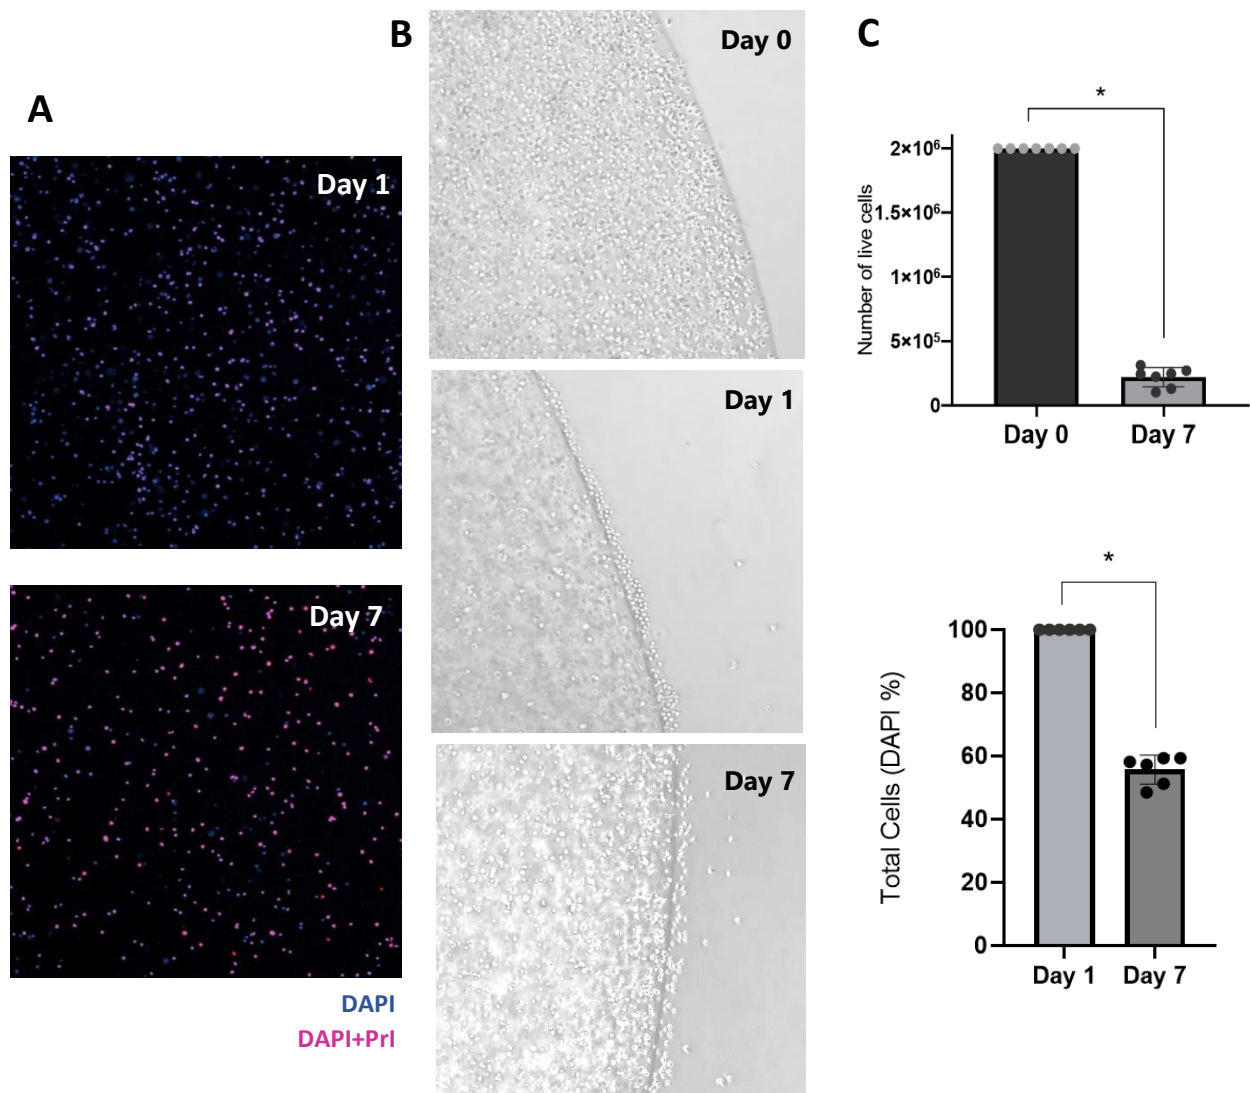 A
Day 1
Day 7
DAPI
DAPI+PrI
B
Day 0
Day 1
Day 7
C
*
Number of live cells
2×10⁶
1.5×10⁶
1×10⁶
5×10⁵
0
Day 0 Day 7
*
Total Cells (DAPI %)
100
80
60
40
20
0
Day 1 Day 7